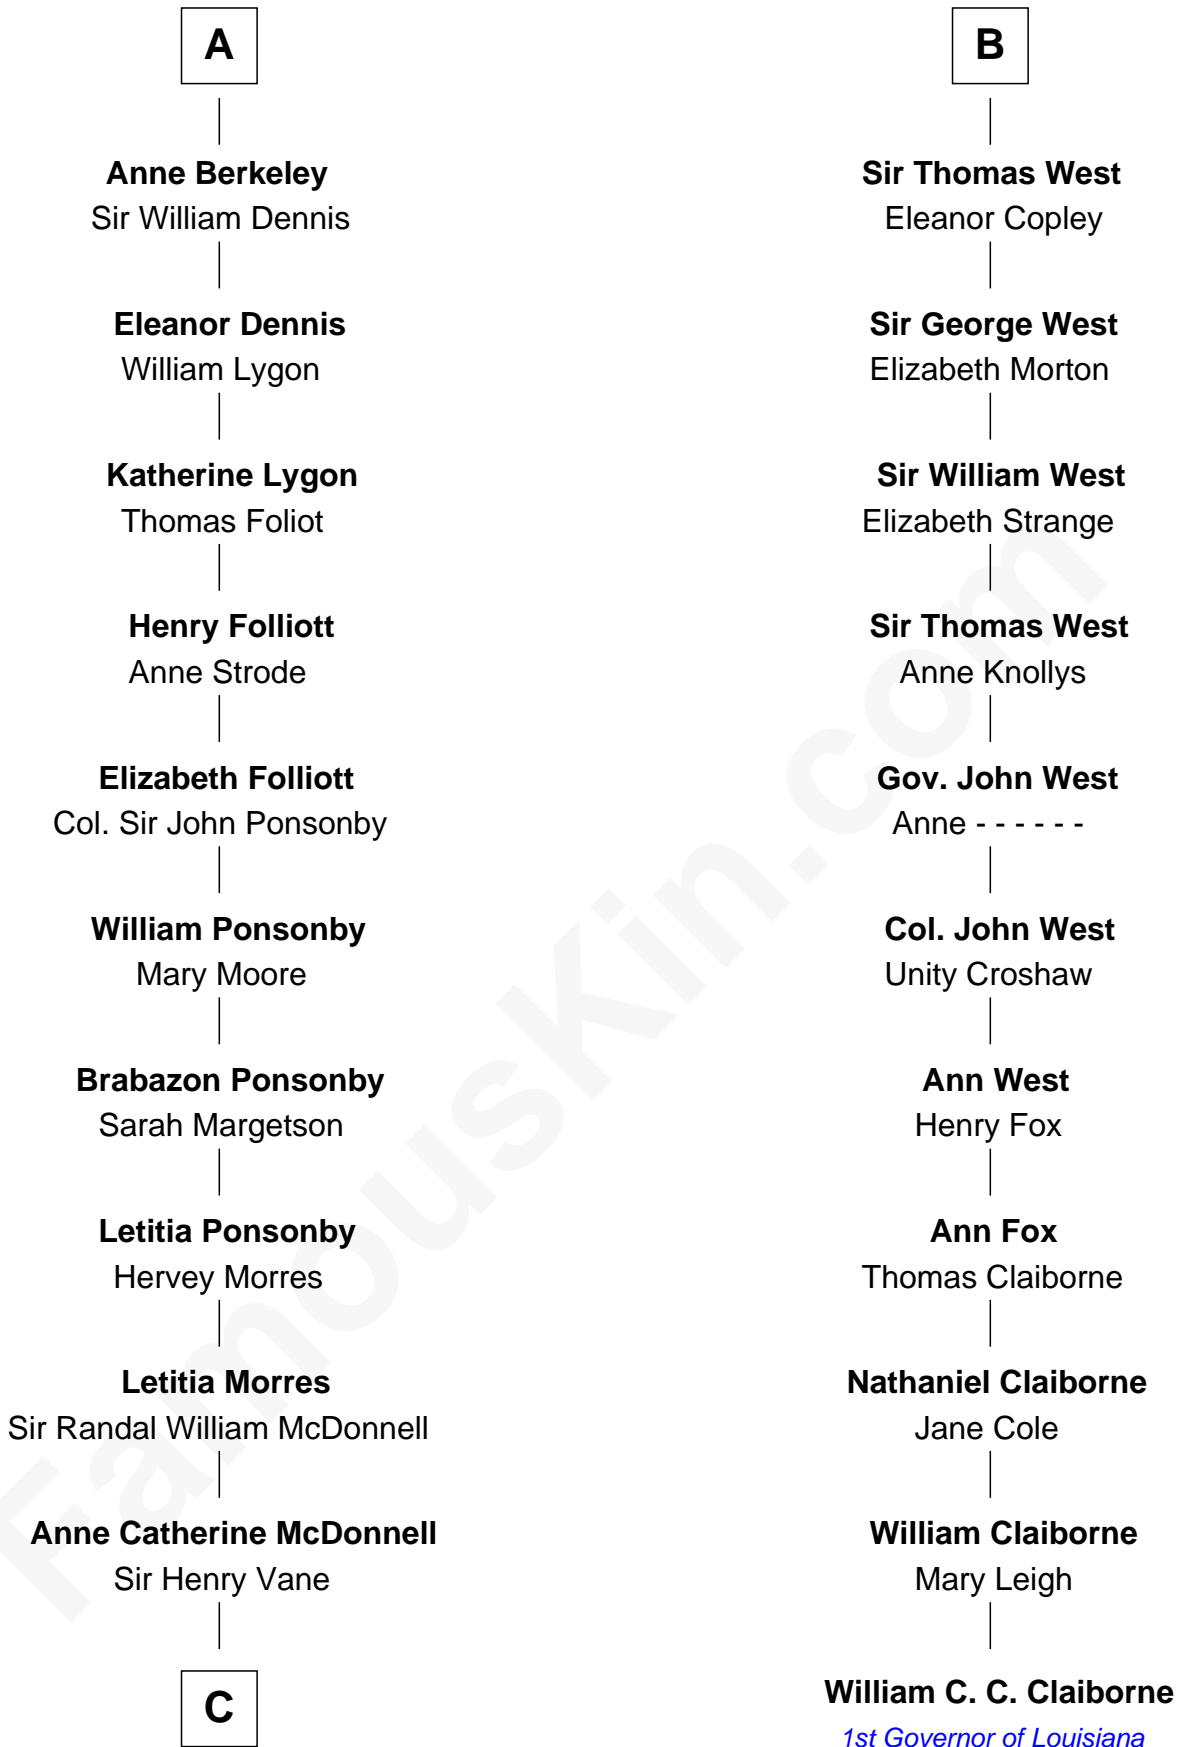 A
Anne Berkeley
Sir William Dennis
Eleanor Dennis
William Lygon
Katherine Lygon
Thomas Foliot
Henry Folliott
Anne Strode
Elizabeth Folliott
Col. Sir John Ponsonby
William Ponsonby
Mary Moore
Brabazon Ponsonby
Sarah Margetson
Letitia Ponsonby
Hervey Morres
Letitia Morres
Sir Randal William McDonnell
Anne Catherine McDonnell
Sir Henry Vane
C
B
Sir Thomas West
Eleanor Copley
Sir George West
Elizabeth Morton
Sir William West
Elizabeth Strange
Sir Thomas West
Anne Knollys
Gov. John West
Anne - - - - - -
Col. John West
Unity Croshaw
Ann West
Henry Fox
Ann Fox
Thomas Claiborne
Nathaniel Claiborne
Jane Cole
William Claiborne
Mary Leigh
William C. C. Claiborne
1st Governor of Louisiana
FamousKin.com